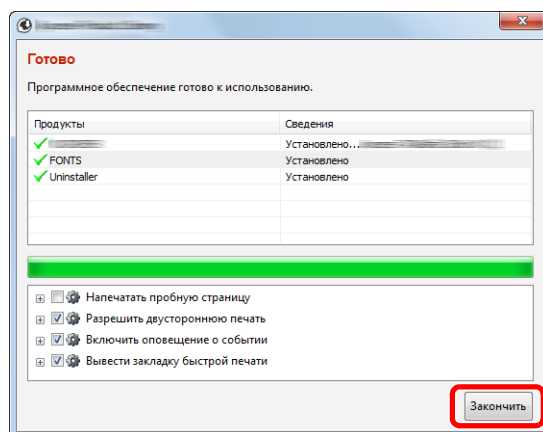 Готово
Программное обеспечение готово к использованию.
Продукты Сведения
Установлено...
FONTS Установлено
Uninstaller Установлено
Напечатать пробную страницу
Разрешить двустороннюю печать
Включить оповещение о событии
Вывести закладку быстрой печати
Закончить